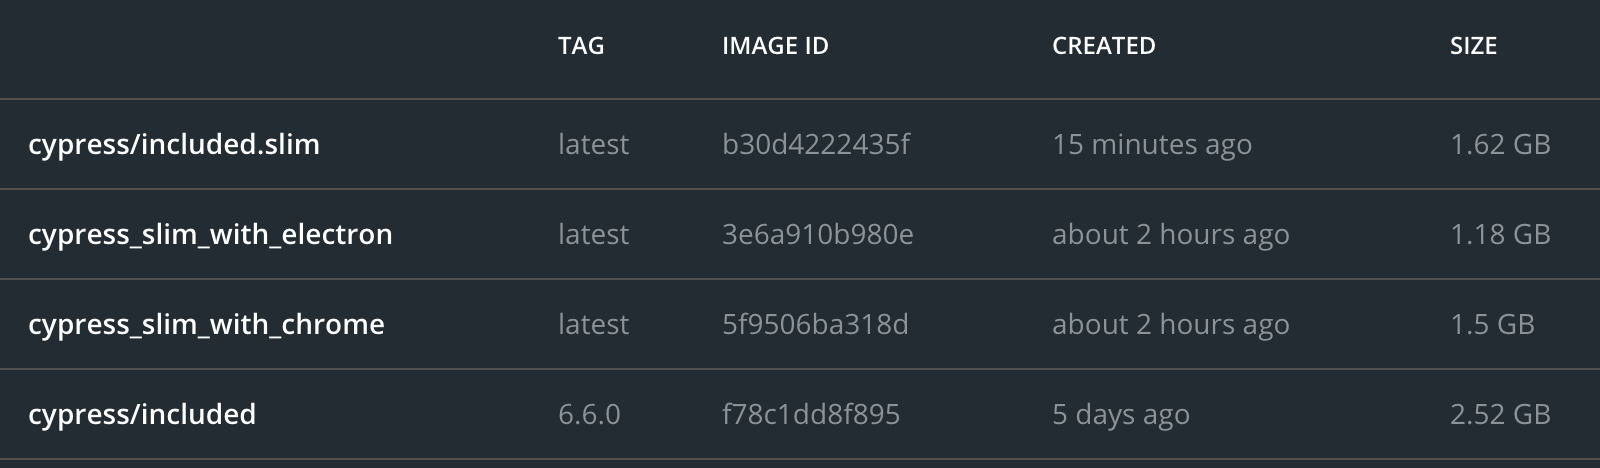 TAG IMAGE ID CREATED SIZE
cypress/included.slim latest b30d4222435f 15 minutes ago 1.62 GB
cypress_slim_with_electron latest 3e6a910b980e about 2 hours ago 1.18 GB
cypress_slim_with_chrome latest 5f9506ba318d about 2 hours ago 1.5 GB
cypress/included 6.6.0 f78c1dd8f895 5 days ago 2.52 GB